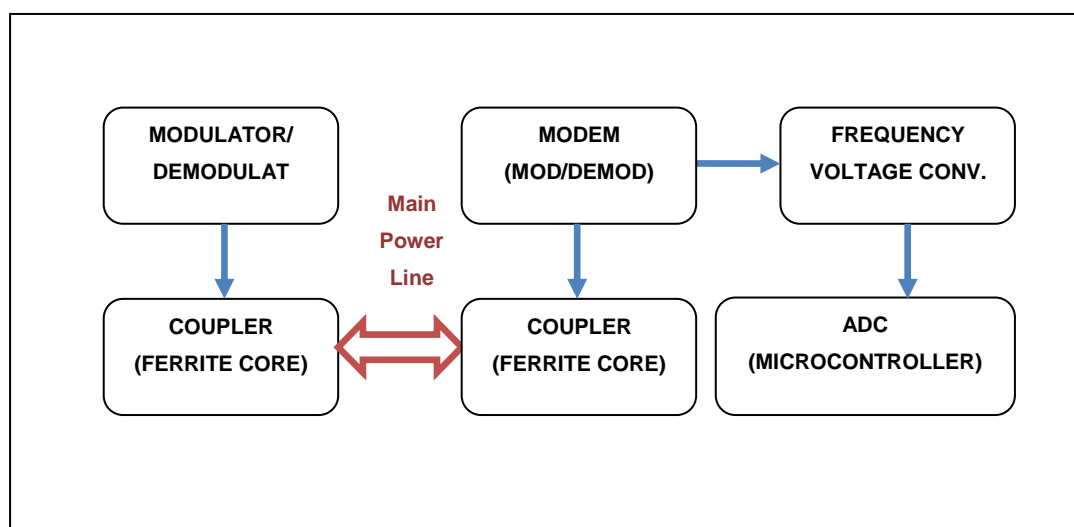 MODULATOR/
DEMODULAT
MODEM
(MOD/DEMOD)
FREQUENCY
VOLTAGE CONV.
Main
Power
Line
COUPLER
(FERRITE CORE)
COUPLER
(FERRITE CORE)
ADC
(MICROCONTROLLER)